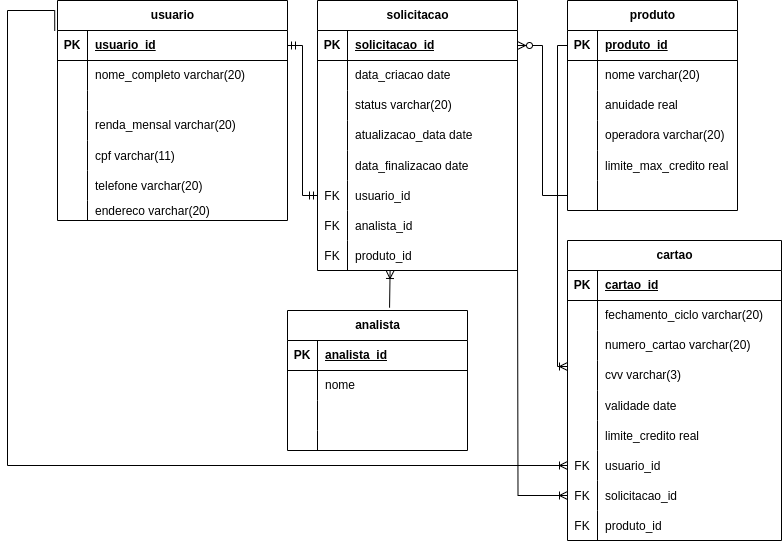 usuario
PK usuario_id
nome_completo varchar(20)
renda_mensal varchar(20)
cpf varchar(11)
telefone varchar(20)
endereco varchar(20)
solicitacao
PK solicitacao_id
data_criacao date
status varchar(20)
atualizacao_data date
data_finalizacao date
FK usuario_id
FK analista_id
FK produto_id
produto
PK produto_id
nome varchar(20)
anuidade real
operadora varchar(20)
limite_max_credito real
analista
PK analista_id
nome
cartao
PK cartao_id
fechamento_ciclo varchar(20)
numero_cartao varchar(20)
cvv varchar(3)
validade date
limite_credito real
FK usuario_id
FK solicitacao_id
FK produto_id